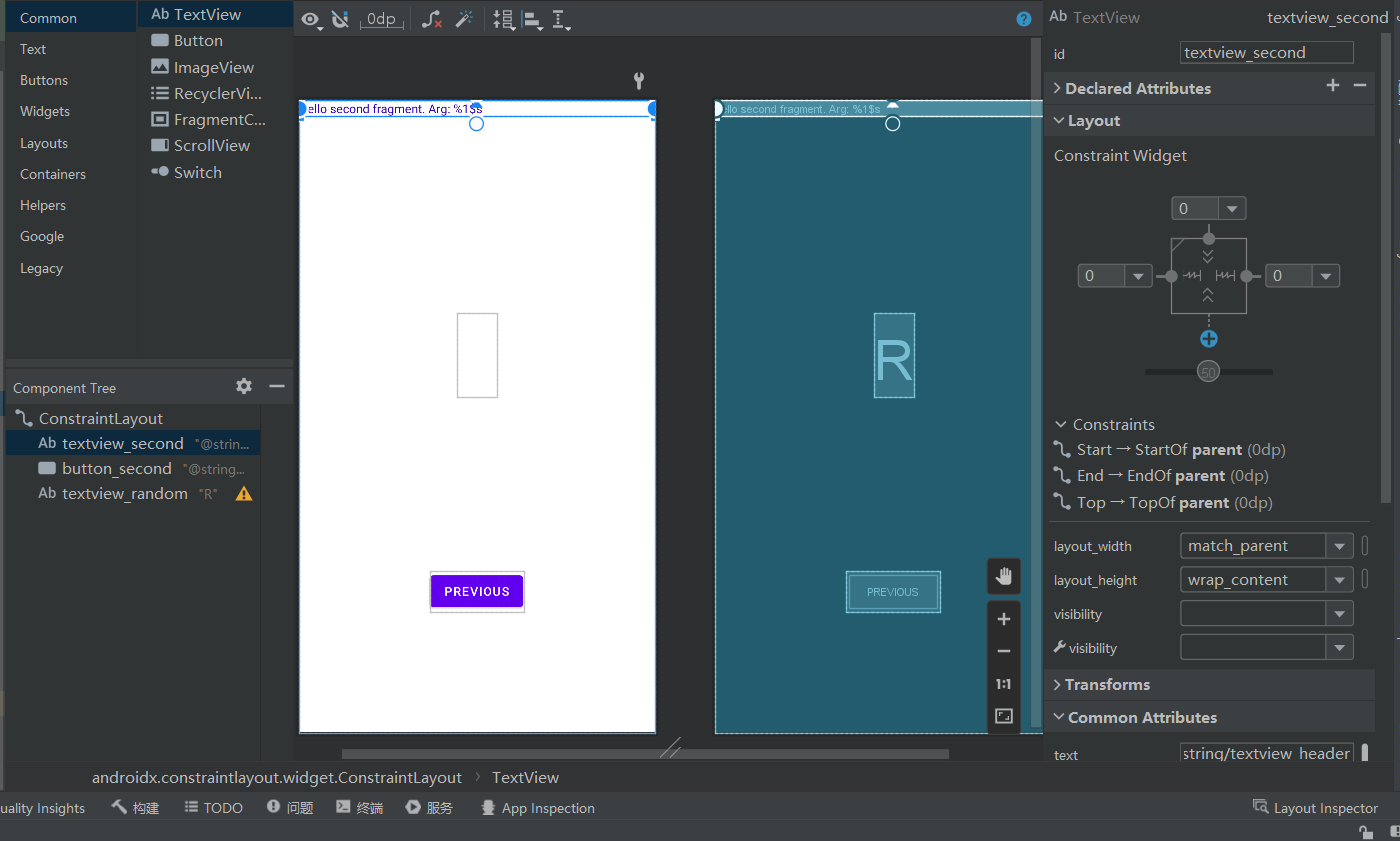 Common
Text
Buttons
Widgets
Layouts
Containers
Helpers
Google
Legacy
Ab TextView
Button
ImageView
RecyclerVi...
FragmentC...
ScrollView
Switch
0dp
?
Component Tree
ConstraintLayout
Ab textview_second "@strin...
button_second "@string...
Ab textview_random "R"
ello second fragment. Arg: %1$s
PREVIOUS
llo second fragment. Arg: %1$s
R
PREVIOUS
1:1
Ab TextView textview_second
id textview_second
Declared Attributes
Layout
Constraint Widget
0
0 0
50
Constraints
Start → StartOf parent (0dp)
End → EndOf parent (0dp)
Top → TopOf parent (0dp)
layout_width match_parent
layout_height wrap_content
visibility
visibility
Transforms
Common Attributes
text string/textview_header
androidx.constraintlayout.widget.ConstraintLayout › TextView
uality Insights 构建 TODO 问题 终端 服务 App Inspection Layout Inspector